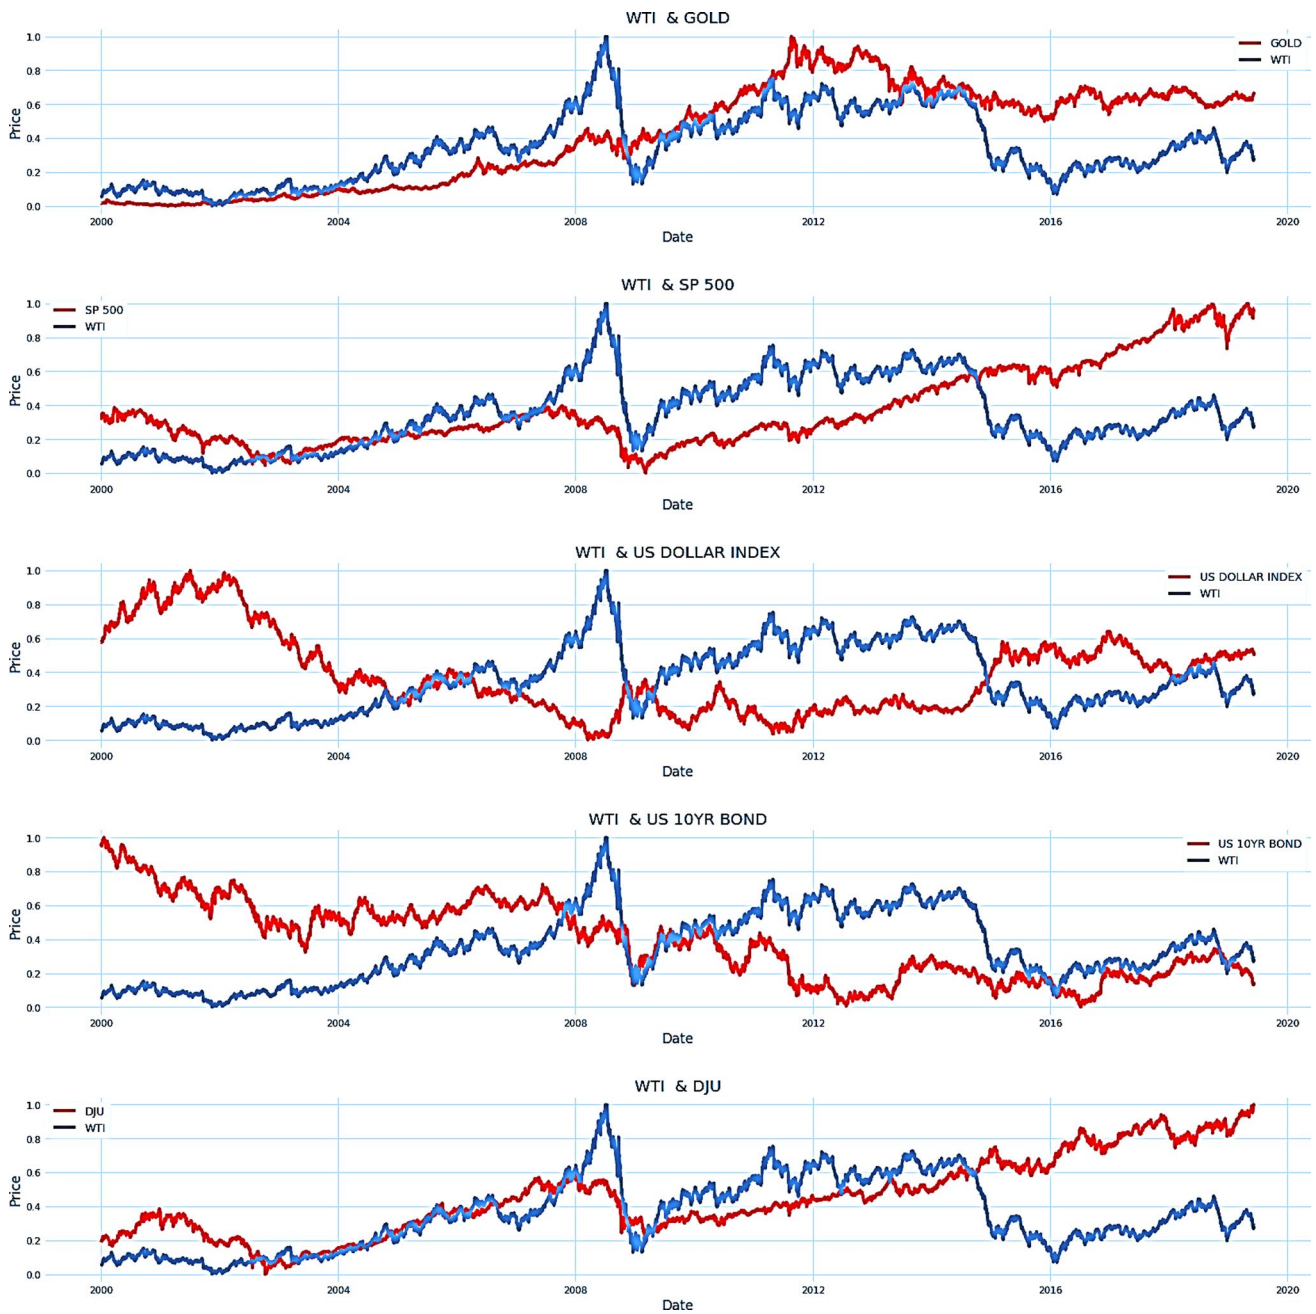 WTI & GOLD
1.0
0.8
0.6
0.4
0.2
0.0
Price
GOLD
WTI
2000 2004 2008 2012 2016 2020
Date
WTI & SP 500
1.0
0.8
0.6
0.4
0.2
0.0
Price
SP 500
WTI
2000 2004 2008 2012 2016 2020
Date
WTI & US DOLLAR INDEX
1.0
0.8
0.6
0.4
0.2
0.0
Price
US DOLLAR INDEX
WTI
2000 2004 2008 2012 2016 2020
Date
WTI & US 10YR BOND
1.0
0.8
0.6
0.4
0.2
0.0
Price
US 10YR BOND
WTI
2000 2004 2008 2012 2016 2020
Date
WTI & DJU
1.0
0.8
0.6
0.4
0.2
0.0
Price
DJU
WTI
2000 2004 2008 2012 2016 2020
Date